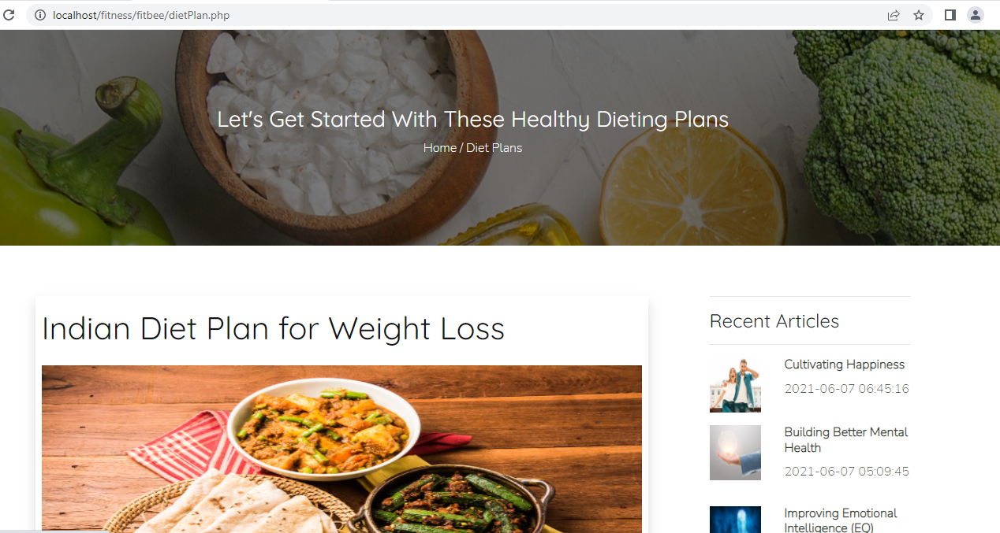 localhost/fitness/fitbee/dietPlan.php
Let's Get Started With These Healthy Dieting Plans
Home / Diet Plans
Indian Diet Plan for Weight Loss
Recent Articles
Cultivating Happiness
2021-06-07 06:45:16
Building Better Mental
Health
2021-06-07 05:09:45
Improving Emotional
Intelligence (EQ)